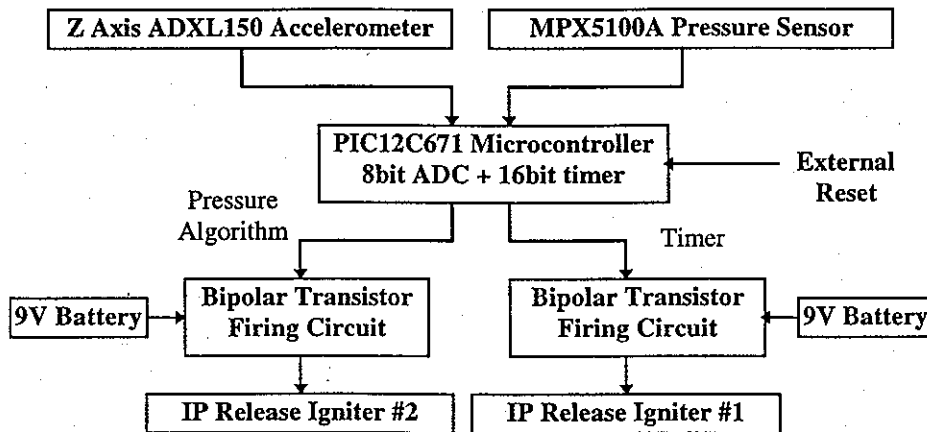 Z Axis ADXL150 Accelerometer
MPX5100A Pressure Sensor
PIC12C671 Microcontroller
8bit ADC + 16bit timer
External
Reset
Pressure
Algorithm
Timer
9V Battery
Bipolar Transistor
Firing Circuit
Bipolar Transistor
Firing Circuit
9V Battery
IP Release Igniter #2
IP Release Igniter #1